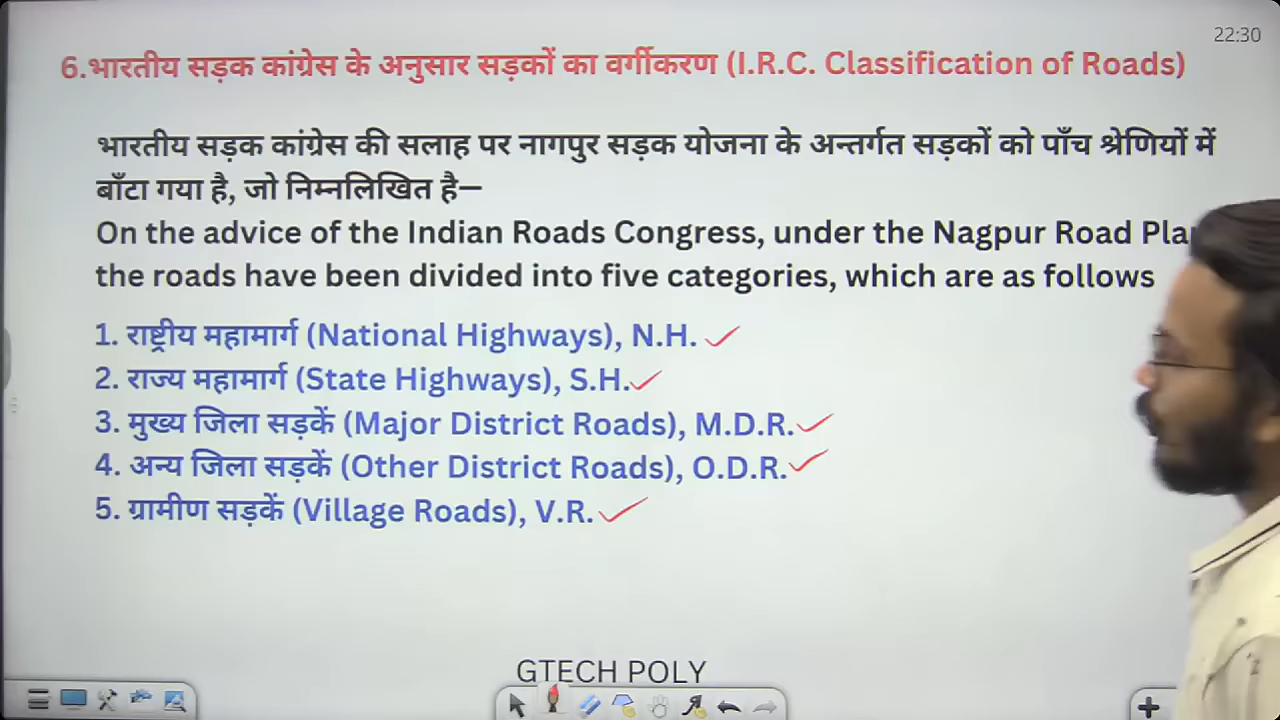 22:30
6.भारतीय सड़क कांग्रेस के अनुसार सड़कों का वर्गीकरण (I.R.C. Classification of Roads)
भारतीय सड़क कांग्रेस की सलाह पर नागपुर सड़क योजना के अन्तर्गत सड़कों को पाँच श्रेणियों में
बाँटा गया है, जो निम्नलिखित है—
On the advice of the Indian Roads Congress, under the Nagpur Road
the roads have been divided into five categories, which are as follows
1. राष्ट्रीय महामार्ग (National Highways), N.H.
2. राज्य महामार्ग (State Highways), S.H.
3. मुख्य जिला सड़कें (Major District Roads), M.D.R.
4. अन्य जिला सड़कें (Other District Roads), O.D.R.
5. ग्रामीण सड़कें (Village Roads), V.R.
GTECH POLY